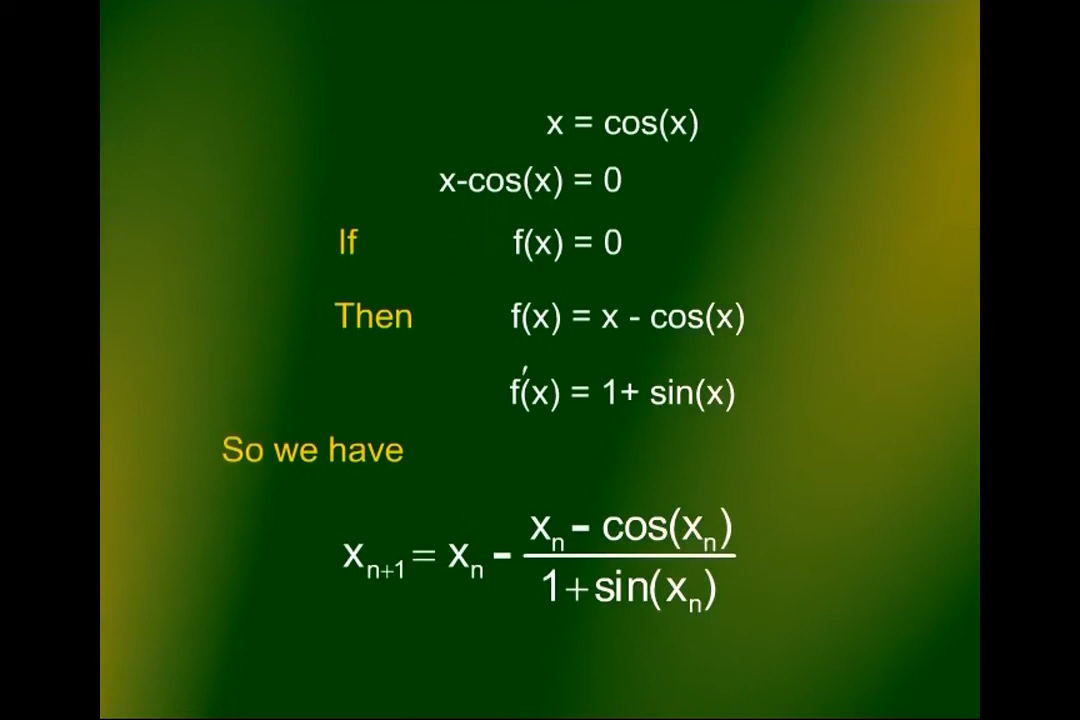 x = cos(x)
x-cos(x) = 0
If f(x) = 0
Then f(x) = x - cos(x)
f′(x) = 1+ sin(x)
So we have
xₙ₊₁ = xₙ - (xₙ - cos(xₙ))/(1+sin(xₙ))